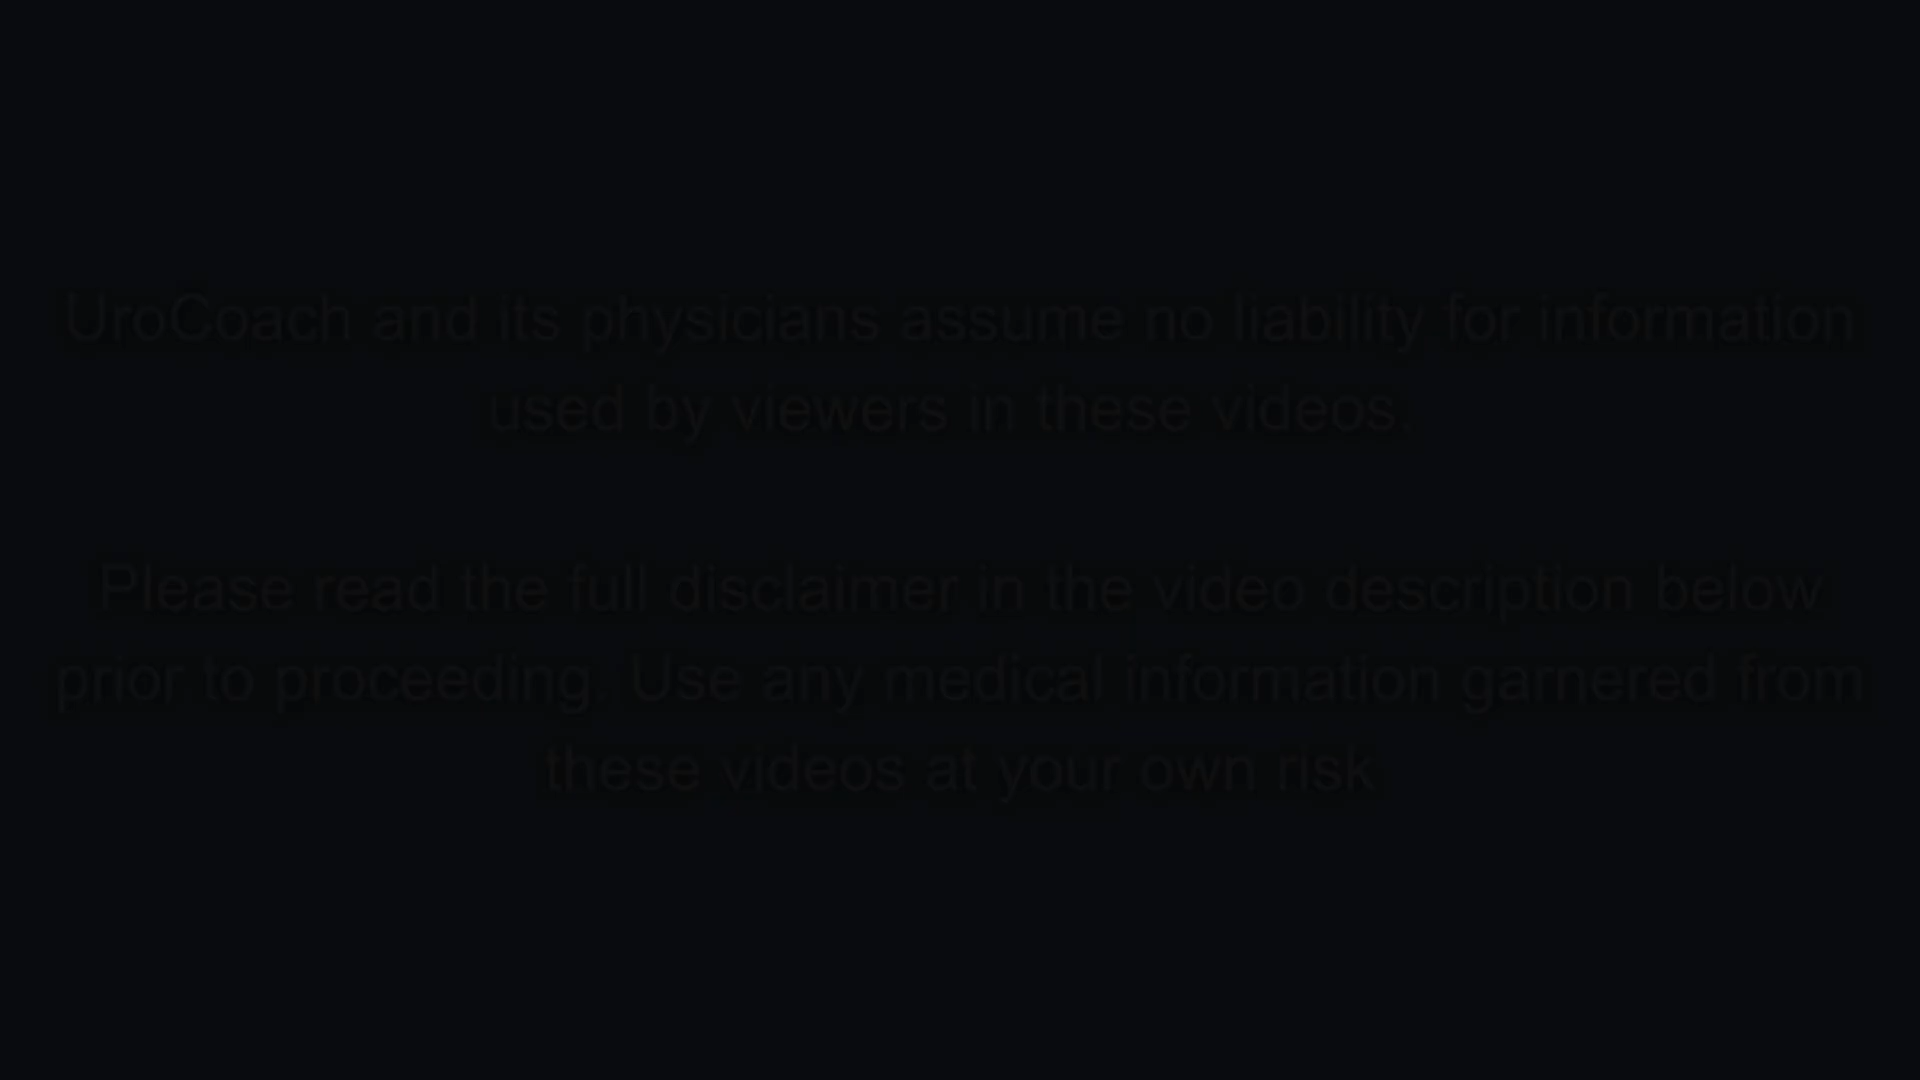 UroCoach and its physicians assume no liability for information
used by viewers in these videos.
Please read the full disclaimer in the video description below
prior to proceeding. Use any medical information garnered from
these videos at your own risk